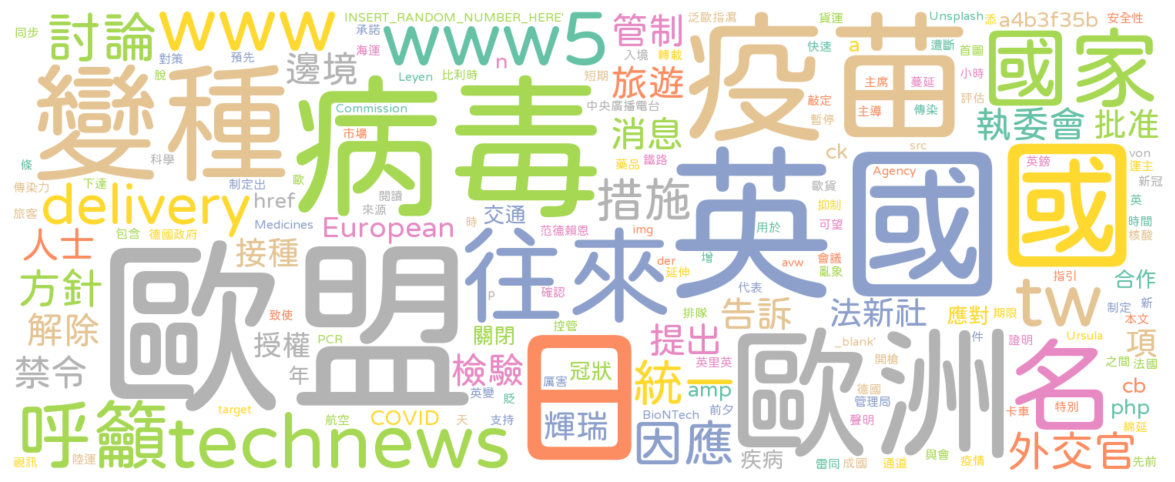 同步
討論
www
INSERT_RANDOM_NUMBER_HERE'
承諾
海運
www5
管制
泛歐指瀉
轉載
貨運
快速
Unsplash
遭斷
添
a4b3f35b
安全性
首圖
小時
評估
國家
對策
預先
脫
邊境
Leyen
比利時
n
短期
入境
旅遊
中央廣播電台
疫苗
a
敲定
暫停
主席
蔓延
主導
傳染
執委會
批准
變種
病毒
Commission
市場
科學
消息
條
傳染力
下達
制定出
歐
閱讀
來源
藥品
鐵路
ck
src
英鎊
von
運主
新冠
旅客
delivery
href
措施
英國
國
Agency
歐貨
抑制
可望
用於
英
時間
核酸
包含
德國政府
Medicines
European
交通
范德賴恩
時
img
der
延伸
增
avw
會議
亂象
指引
人士
接種
歐盟
往來
p
確認
代表
合作
方針
致使
PCR
關閉
控管
排隊
告訴
法新社
應對
期限
tw
制定
新
本文
解除
授權
日
提出
英里英
_blank'
開槍
件
證明
Ursula
項
之間
法國
禁令
年
檢驗
厲害
冠狀
統一
歐洲
德國
管理局
名
英變
貶
amp
cb
php
呼籲
target
technews
航空
COVID
天
支持
輝瑞
BioNTech
前夕
聲明
卡車
特別
綿延
因應
視訊
陸運
疾病
雷同
成國
通道
與會
疫情
外交官
先前